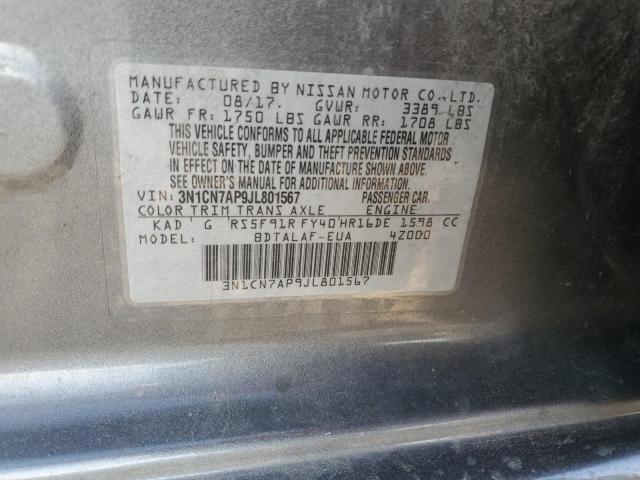 MANUFACTURED BY NISSAN MOTOR CO.,LTD.
DATE: 08/17. GVWR: 3389 LBS
GAWR FR: 1750 LBS GAWR RR: 1708 LBS
THIS VEHICLE CONFORMS TO ALL APPLICABLE FEDERAL MOTOR
VEHICLE SAFETY, BUMPER AND THEFT PREVENTION STANDARDS
IN EFFECT ON THE DATE OF MANUFACTURE SHOWN ABOVE.
SEE OWNER'S MANUAL FOR ADDITIONAL INFORMATION.
VIN: 3N1CN7AP9JL801567 PASSENGER CAR.
COLOR TRIM TRANS AXLE ENGINE
KAD G RS5F91R FY40 HR16DE 1598 CC
MODEL: BDTALAF-EUA 4Z000
3N1CN7AP9JL801567